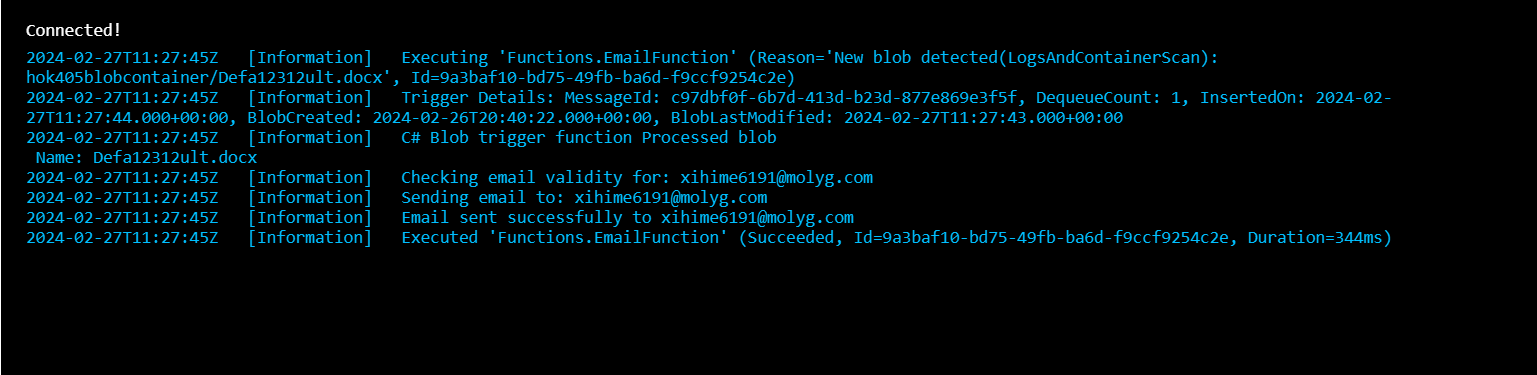 Connected!
2024-02-27T11:27:45Z [Information] Executing 'Functions.EmailFunction' (Reason='New blob detected(LogsAndContainerScan):
hok405blobcontainer/Defa12312ult.docx', Id=9a3baf10-bd75-49fb-ba6d-f9ccf9254c2e)
2024-02-27T11:27:45Z [Information] Trigger Details: MessageId: c97dbf0f-6b7d-413d-b23d-877e869e3f5f, DequeueCount: 1, InsertedOn: 2024-02-
27T11:27:44.000+00:00, BlobCreated: 2024-02-26T20:40:22.000+00:00, BlobLastModified: 2024-02-27T11:27:43.000+00:00
2024-02-27T11:27:45Z [Information] C# Blob trigger function Processed blob
Name: Defa12312ult.docx
2024-02-27T11:27:45Z [Information] Checking email validity for: xihime6191@molyg.com
2024-02-27T11:27:45Z [Information] Sending email to: xihime6191@molyg.com
2024-02-27T11:27:45Z [Information] Email sent successfully to xihime6191@molyg.com
2024-02-27T11:27:45Z [Information] Executed 'Functions.EmailFunction' (Succeeded, Id=9a3baf10-bd75-49fb-ba6d-f9ccf9254c2e, Duration=344ms)